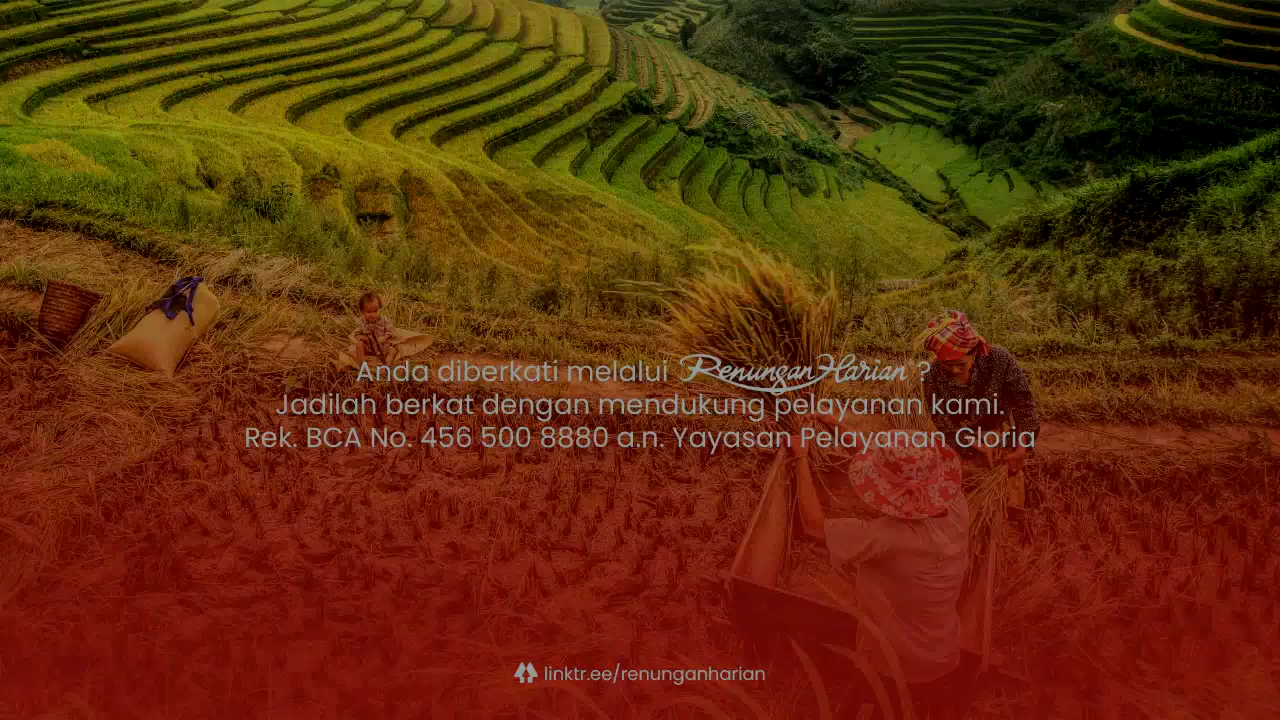 Anda diberkati melalui Renungan Harian ?
Jadilah berkat dengan mendukung pelayanan kami.
Rek. BCA No. 456 500 8880 a.n. Yayasan Pelayanan Gloria
linktr.ee/renunganharian